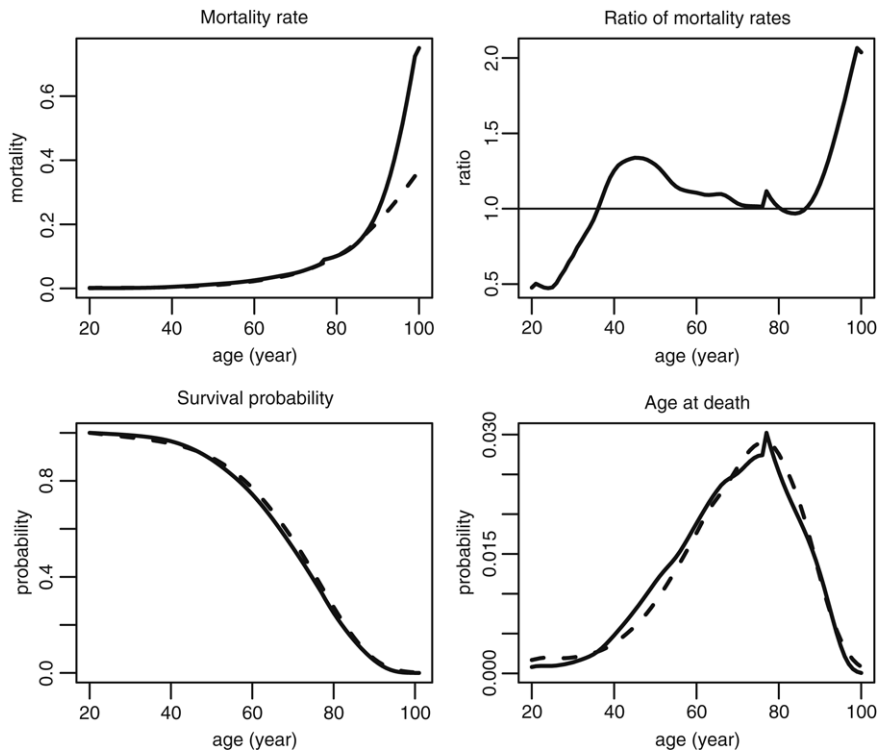 Mortality rate
mortality
0.0 0.2 0.4 0.6
20 40 60 80 100
age (year)
Ratio of mortality rates
ratio
0.5 1.0 1.5 2.0
20 40 60 80 100
age (year)
Survival probability
probability
0.0 0.4 0.8
20 40 60 80 100
age (year)
Age at death
probability
0.000 0.015 0.030
20 40 60 80 100
age (year)